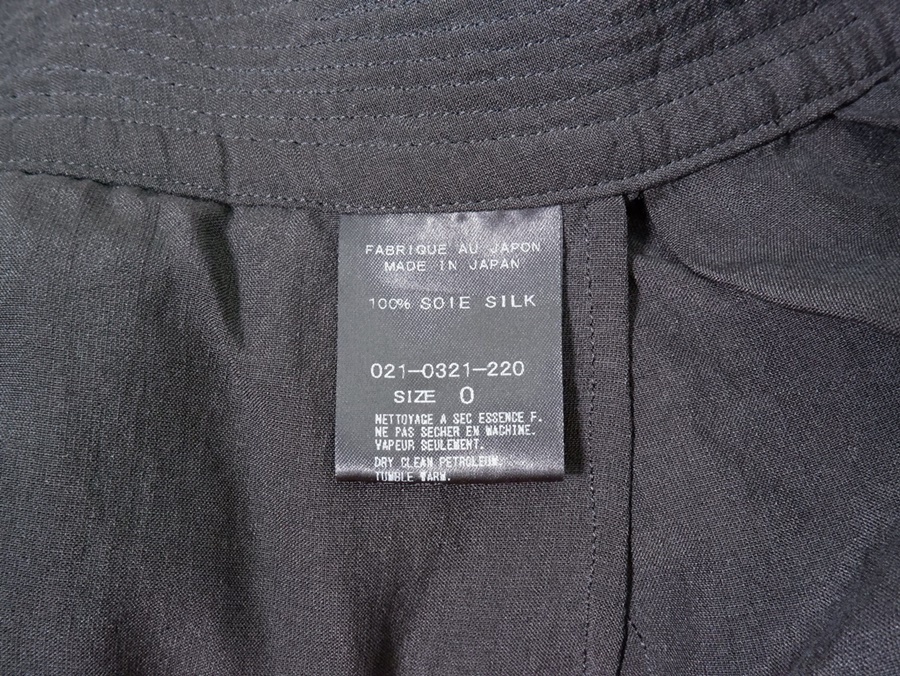 FABRIQUE AU JAPON
MADE IN JAPAN
100% SOIE SILK
021-0321-220
SIZE 0
NETTOYAGE A SEC ESSENCE F.
NE PAS SECHER EN MACHINE.
VAPEUR SEULEMENT.
DRY CLEAN PETROLEUM.
TUMBLE WARM.